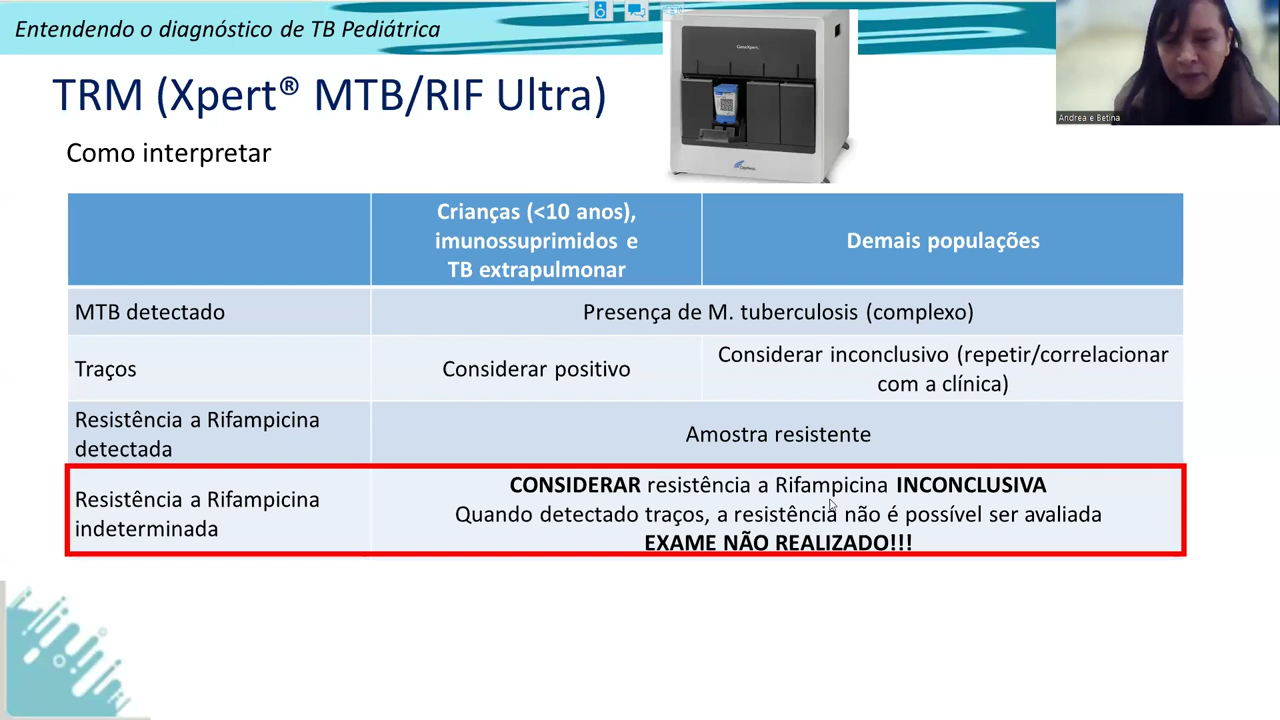 Entendendo o diagnóstico de TB Pediátrica
GeneXpert
Andrea e Betina
TRM (Xpert® MTB/RIF Ultra)
Como interpretar
Crianças (<10 anos),
imunossuprimidos e
TB extrapulmonar
Demais populações
MTB detectado
Presença de M. tuberculosis (complexo)
Traços
Considerar positivo
Considerar inconclusivo (repetir/correlacionar
com a clínica)
Resistência a Rifampicina
detectada
Amostra resistente
Resistência a Rifampicina
indeterminada
CONSIDERAR resistência a Rifampicina INCONCLUSIVA
Quando detectado traços, a resistência não é possível ser avaliada
EXAME NÃO REALIZADO!!!